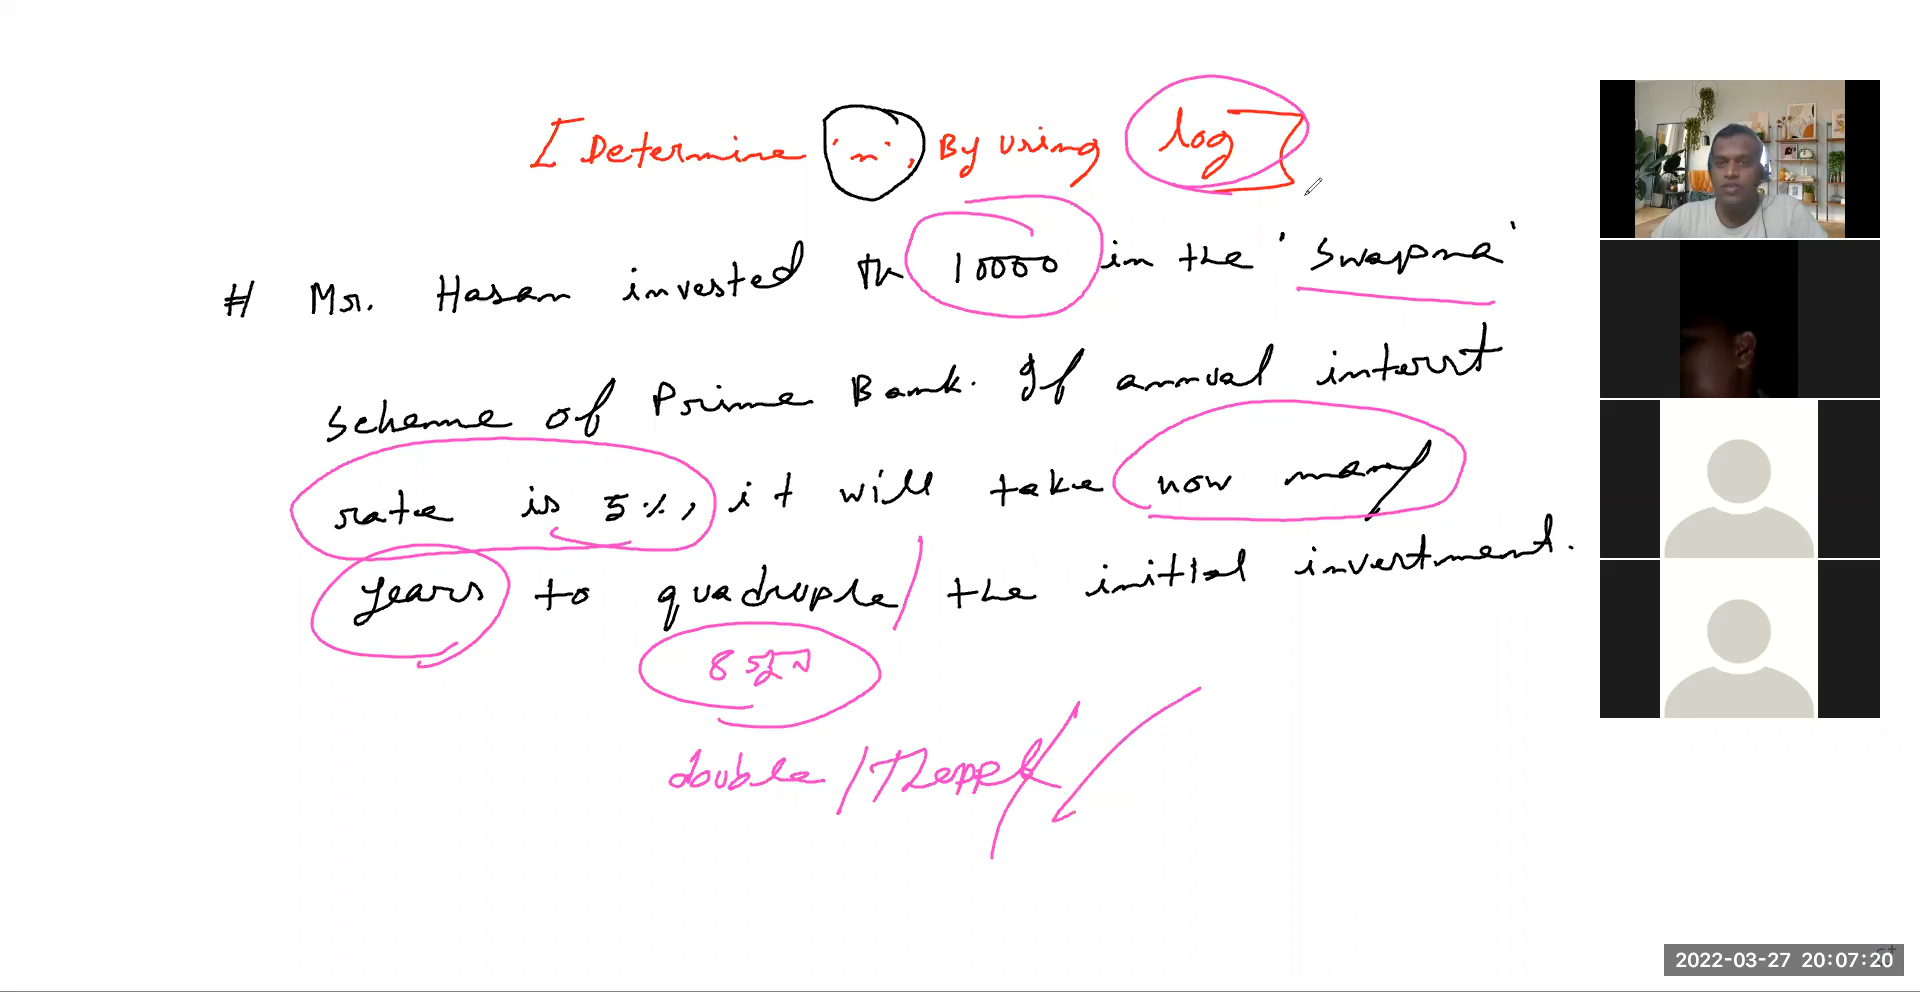 [Determine 'n', By using log]
# Mr. Hasan invested Tk 10000 in the 'Swapna'
scheme of Prime Bank. If annual interest
rate is 5%, it will take how many
years to quadruple / the initial investment.
double /
2022-03-27 20:07:20